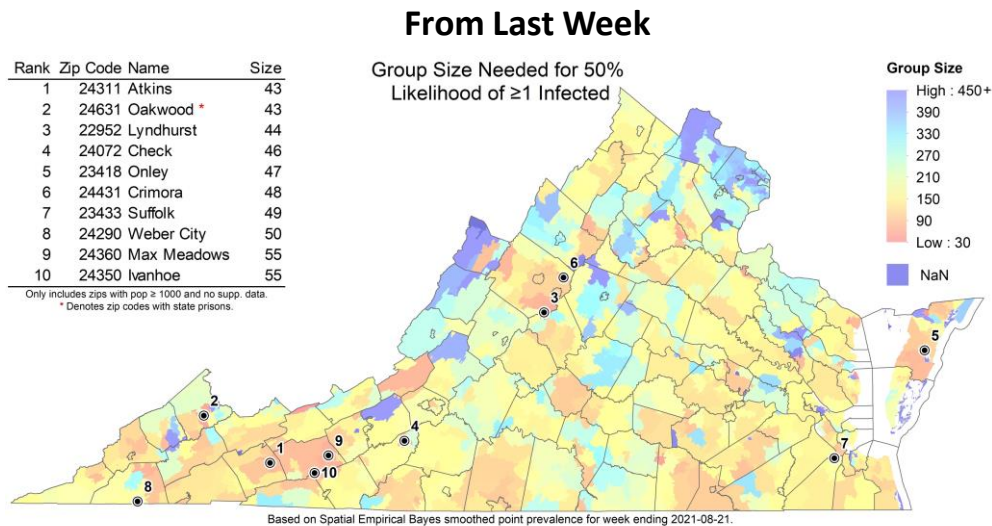 From Last Week
Rank Zip Code Name Size
1 24311 Atkins 43
2 24631 Oakwood * 43
3 22952 Lyndhurst 44
4 24072 Check 46
5 23418 Onley 47
6 24431 Crimora 48
7 23433 Suffolk 49
8 24290 Weber City 50
9 24360 Max Meadows 55
10 24350 Ivanhoe 55
Only includes zips with pop ≥ 1000 and no supp. data.
* Denotes zip codes with state prisons.
Group Size Needed for 50%
Likelihood of ≥1 Infected
Group Size
High : 450+
390
330
270
210
150
90
Low : 30
NaN
6
3
5
2
4
9
1
10
7
8
Based on Spatial Empirical Bayes smoothed point prevalence for week ending 2021-08-21.